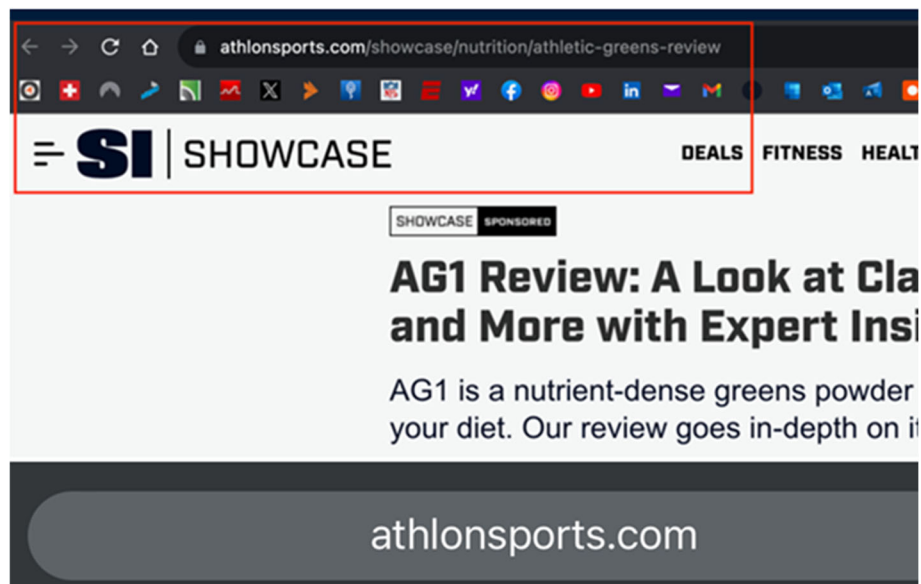 athlonsports.com/showcase/nutrition/athletic-greens-review
SI SHOWCASE DEALS FITNESS HEALT
SHOWCASE SPONSORED
AG1 Review: A Look at Cla
and More with Expert Insi
AG1 is a nutrient-dense greens powder
your diet. Our review goes in-depth on it
athlonsports.com